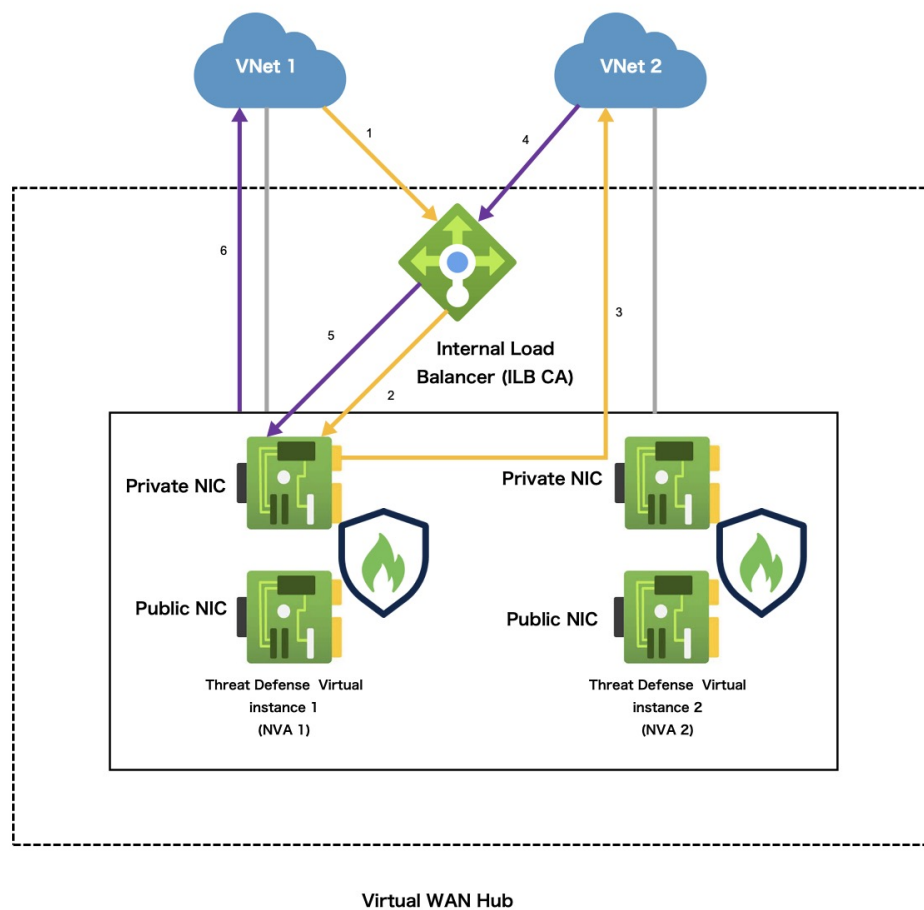 VNet 1
VNet 2
1
4
6
3
5
Internal Load
Balancer (ILB CA)
2
Private NIC
Private NIC
Public NIC
Public NIC
Threat Defense Virtual
instance 1
(NVA 1)
Threat Defense Virtual
instance 2
(NVA 2)
Virtual WAN Hub